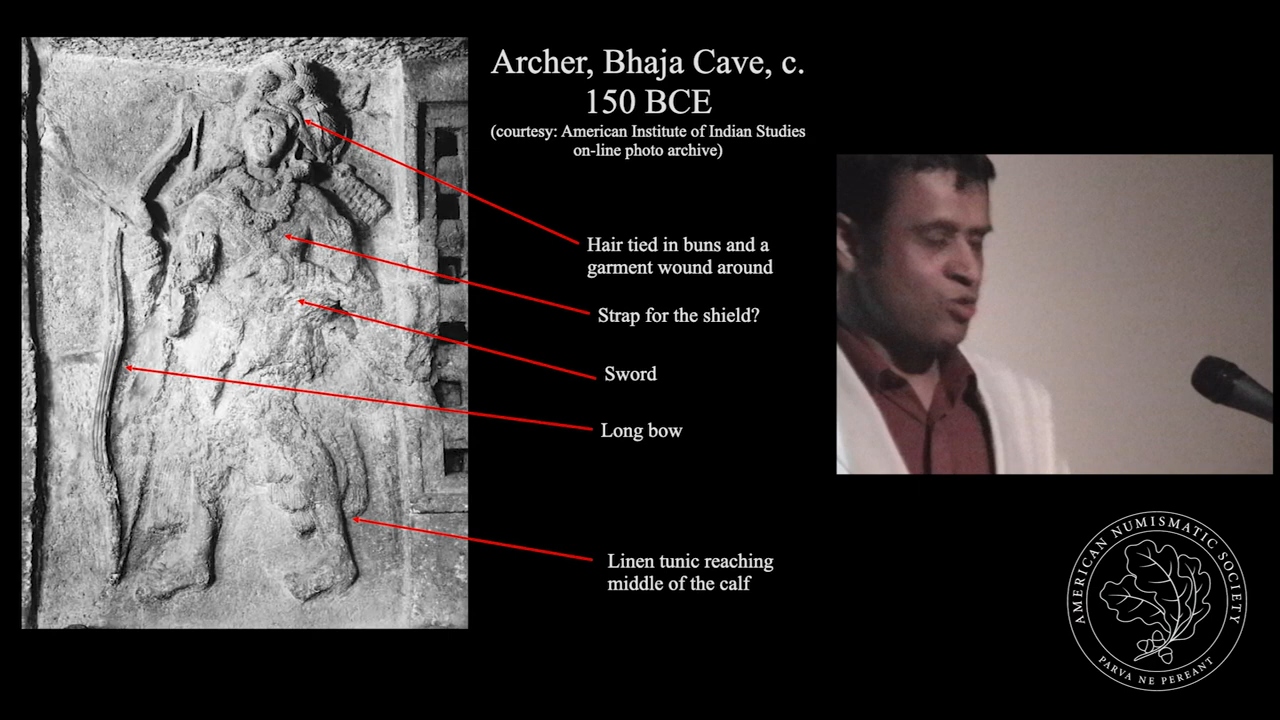 Archer, Bhaja Cave, c.
150 BCE
(courtesy: American Institute of Indian Studies
on-line photo archive)
Hair tied in buns and a
garment wound around
Strap for the shield?
Sword
Long bow
Linen tunic reaching
middle of the calf
AMERICAN NUMISMATIC SOCIETY
PARVA NE PEREANT